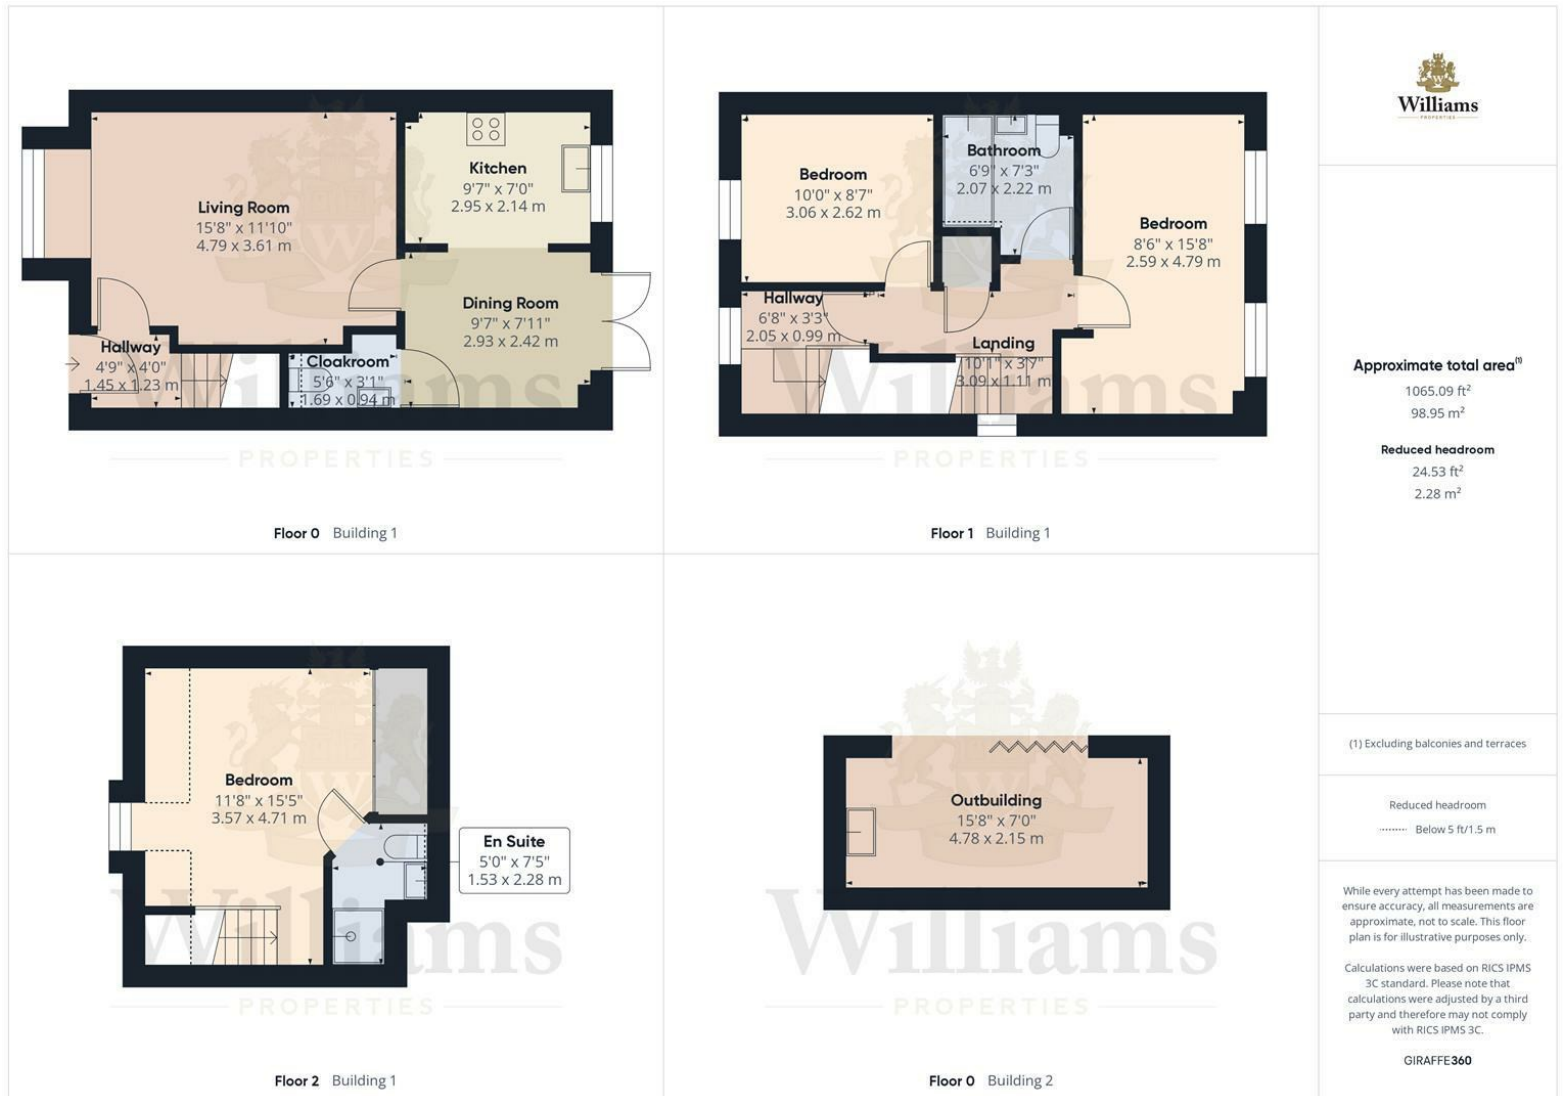 Living Room
15'8" x 11'10"
4.79 x 3.61 m
Kitchen
9'7" x 7'0"
2.95 x 2.14 m
Dining Room
9'7" x 7'11"
2.93 x 2.42 m
Hallway
4'9" x 4'0"
1.45 x 1.23 m
Cloakroom
5'6" x 3'1"
1.69 x 0.94 m
Williams
PROPERTIES
Floor 0 Building 1
Bedroom
10'0" x 8'7"
3.06 x 2.62 m
Bathroom
6'9" x 7'3"
2.07 x 2.22 m
Bedroom
8'6" x 15'8"
2.59 x 4.79 m
Hallway
6'8" x 3'3"
2.05 x 0.99 m
Landing
10'1" x 3'7"
3.09 x 1.11 m
Williams
PROPERTIES
Floor 1 Building 1
Bedroom
11'8" x 15'5"
3.57 x 4.71 m
En Suite
5'0" x 7'5"
1.53 x 2.28 m
Williams
PROPERTIES
Floor 2 Building 1
Outbuilding
15'8" x 7'0"
4.78 x 2.15 m
Williams
PROPERTIES
Floor 0 Building 2
Williams
PROPERTIES
Approximate total area⁽¹⁾
1065.09 ft²
98.95 m²
Reduced headroom
24.53 ft²
2.28 m²
(1) Excluding balconies and terraces
Reduced headroom
Below 5 ft/1.5 m
While every attempt has been made to
ensure accuracy, all measurements are
approximate, not to scale. This floor
plan is for illustrative purposes only.
Calculations were based on RICS IPMS
3C standard. Please note that
calculations were adjusted by a third
party and therefore may not comply
with RICS IPMS 3C.
GIRAFFE360